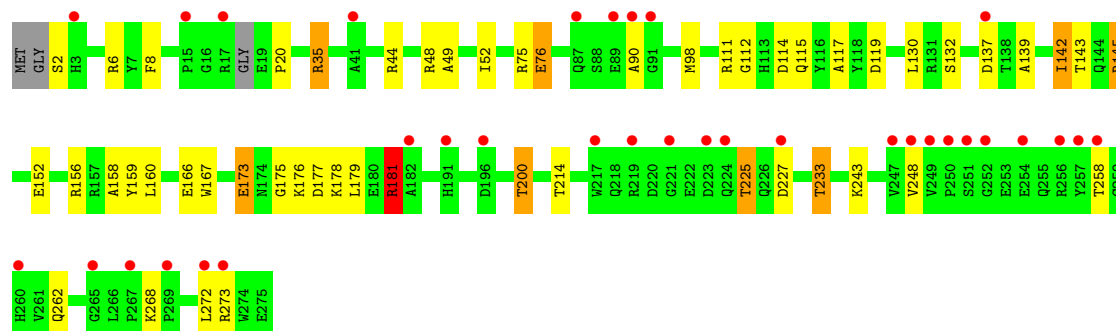 MET GLY S2 H3 R6 Y7 F8 P15 G16 R17 GLY E19 P20 R35 A41 R44 R48 A49 I52 R75 E76 Q87 S88 E89 A90 G91 M98 R111 G112 H113 D114 Q115 Y116 A117 Y118 D119 L130 R131 S132 D137 T138 A139 I142 T143 Q144
E152 R156 R157 A158 Y159 L160 E166 W167 E173 N174 G175 K176 D177 K178 L179 E180 R181 A182 H191 D196 T200 T214 W217 Q218 R219 D220 G221 E222 D223 Q224 T225 Q226 D227 T233 K243 V247 V248 V249 P250 S251 G252 E253 E254 Q255 R256 Y257 T258
H260 V261 Q262 G265 L266 P267 K268 P269 L272 R273 W274 E275